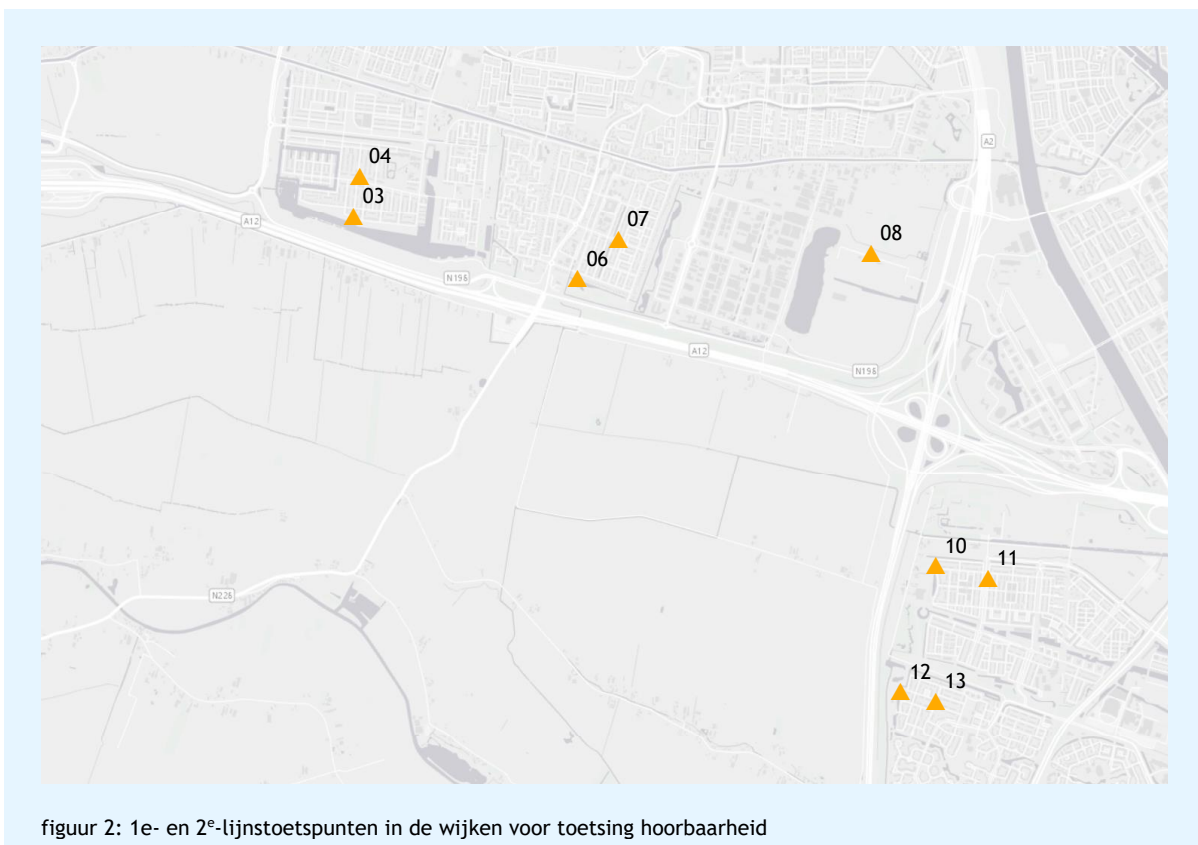 A2
04
03
A12
07
08
06
N198
A12
N198
10
11
N226
12
13
figuur 2: 1e- en 2e-lijnstoetspunten in de wijken voor toetsing hoorbaarheid